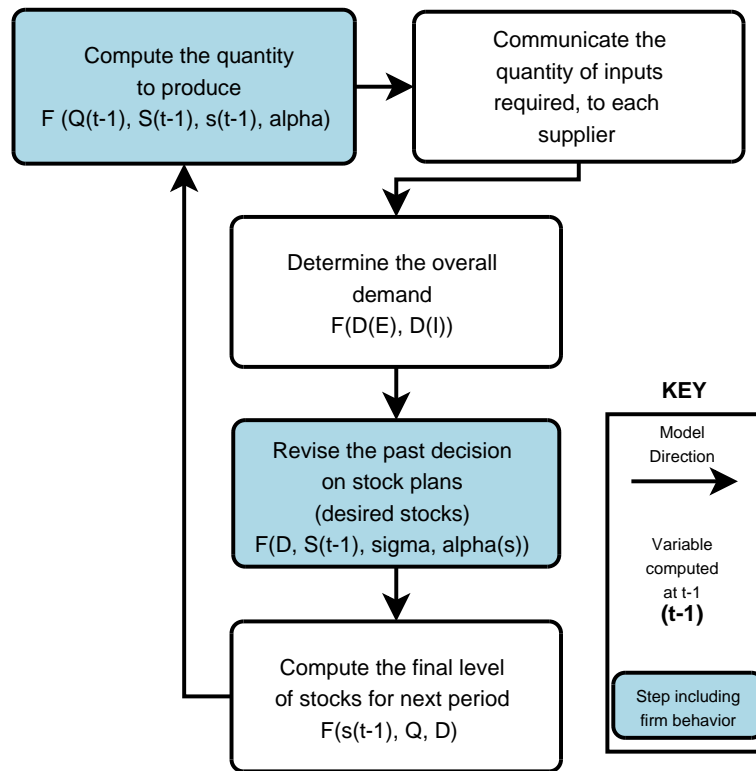 Compute the quantity
to produce
F (Q(t-1), S(t-1), s(t-1), alpha)
Communicate the
quantity of inputs
required, to each
supplier
Determine the overall
demand
F(D(E), D(I))
Revise the past decision
on stock plans
(desired stocks)
F(D, S(t-1), sigma, alpha(s))
Compute the final level
of stocks for next period
F(s(t-1), Q, D)
KEY
Model
Direction
Variable
computed
at t-1
(t-1)
Step including
firm behavior